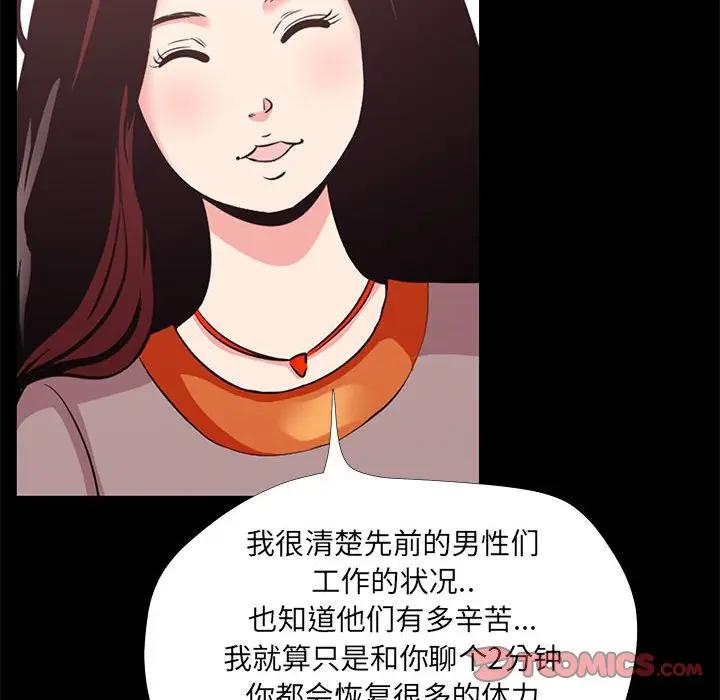 我很清楚先前的男性们
工作的状况..
也知道他们有多辛苦...
我就算只是和你聊个2分钟
你都会恢复很多的体力
TOOMICS.COM